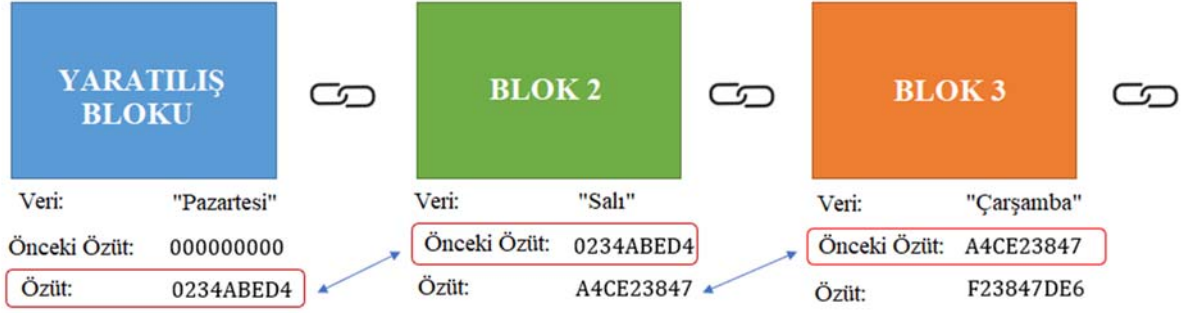 YARATILIŞ
BLOKU
BLOK 2
BLOK 3
Veri: "Pazartesi"
Önceki Özüt: 000000000
Özüt: 0234ABED4
Veri: "Salı"
Önceki Özüt: 0234ABED4
Özüt: A4CE23847
Veri: "Çarşamba"
Önceki Özüt: A4CE23847
Özüt: F23847DE6